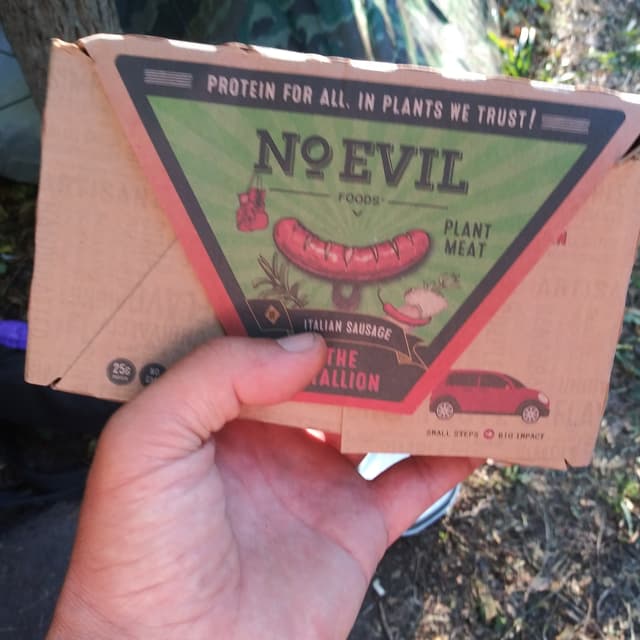 PROTEIN FOR ALL. IN PLANTS WE TRUST!
No EVIL
FOODS
PLANT
MEAT
ITALIAN SAUSAGE
THE
ALLION
25g
SMALL STEPS BIG IMPACT